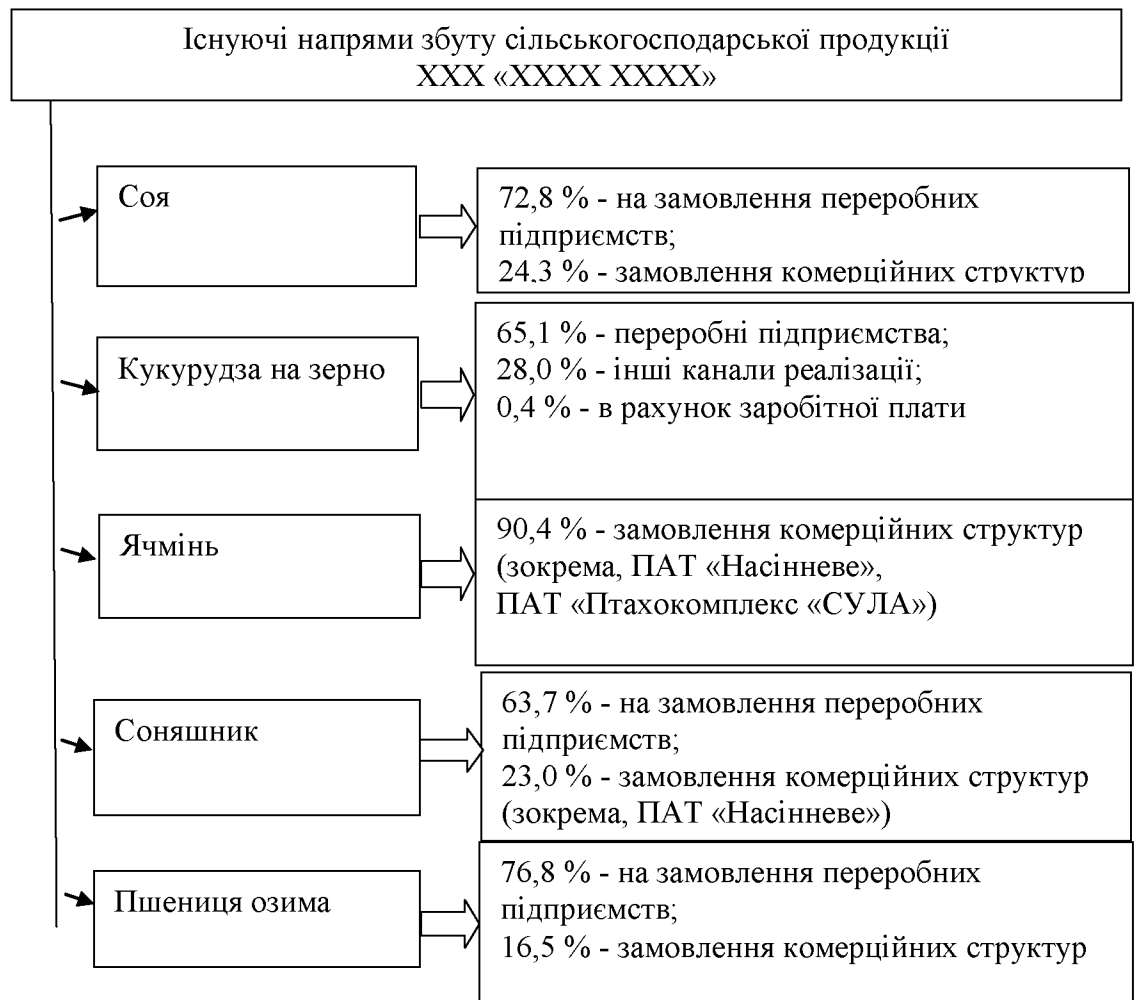 Існуючі напрями збуту сільськогосподарської продукції
ХХХ «ХХХХ ХХХХ»
Соя
72,8 % - на замовлення переробних
підприємств;
24,3 % - замовлення комерційних структур
Кукурудза на зерно
65,1 % - переробні підприємства;
28,0 % - інші канали реалізації;
0,4 % - в рахунок заробітної плати
Ячмінь
90,4 % - замовлення комерційних структур
(зокрема, ПАТ «Насінневе»,
ПАТ «Птахокомплекс «СУЛА»)
Соняшник
63,7 % - на замовлення переробних
підприємств;
23,0 % - замовлення комерційних структур
(зокрема, ПАТ «Насінневе»)
Пшениця озима
76,8 % - на замовлення переробних
підприємств;
16,5 % - замовлення комерційних структур